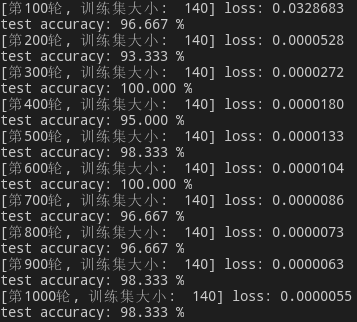 [第100轮, 训练集大小:  140] loss: 0.0328683
test accuracy: 96.667 %
[第200轮, 训练集大小:  140] loss: 0.0000528
test accuracy: 93.333 %
[第300轮, 训练集大小:  140] loss: 0.0000272
test accuracy: 100.000 %
[第400轮, 训练集大小:  140] loss: 0.0000180
test accuracy: 95.000 %
[第500轮, 训练集大小:  140] loss: 0.0000133
test accuracy: 98.333 %
[第600轮, 训练集大小:  140] loss: 0.0000104
test accuracy: 100.000 %
[第700轮, 训练集大小:  140] loss: 0.0000086
test accuracy: 96.667 %
[第800轮, 训练集大小:  140] loss: 0.0000073
test accuracy: 96.667 %
[第900轮, 训练集大小:  140] loss: 0.0000063
test accuracy: 98.333 %
[第1000轮, 训练集大小:  140] loss: 0.0000055
test accuracy: 98.333 %